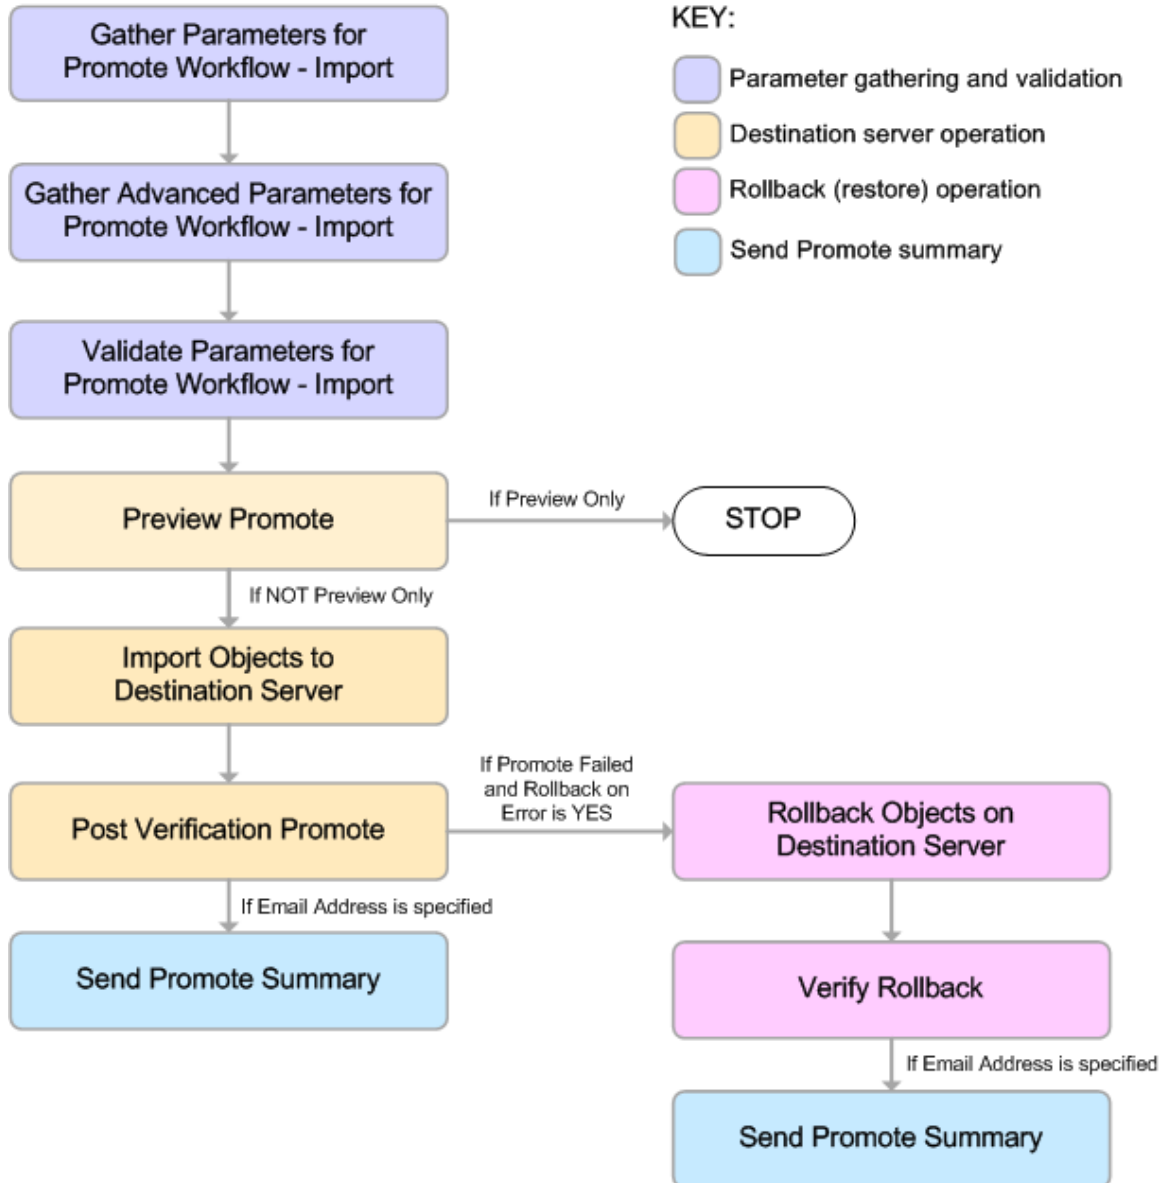 Gather Parameters for
Promote Workflow - Import
KEY:
Parameter gathering and validation
Destination server operation
Rollback (restore) operation
Send Promote summary
Gather Advanced Parameters for
Promote Workflow - Import
Validate Parameters for
Promote Workflow - Import
Preview Promote
If Preview Only
STOP
If NOT Preview Only
Import Objects to
Destination Server
Post Verification Promote
If Promote Failed
and Rollback on
Error is YES
Rollback Objects on
Destination Server
If Email Address is specified
Send Promote Summary
Verify Rollback
If Email Address is specified
Send Promote Summary